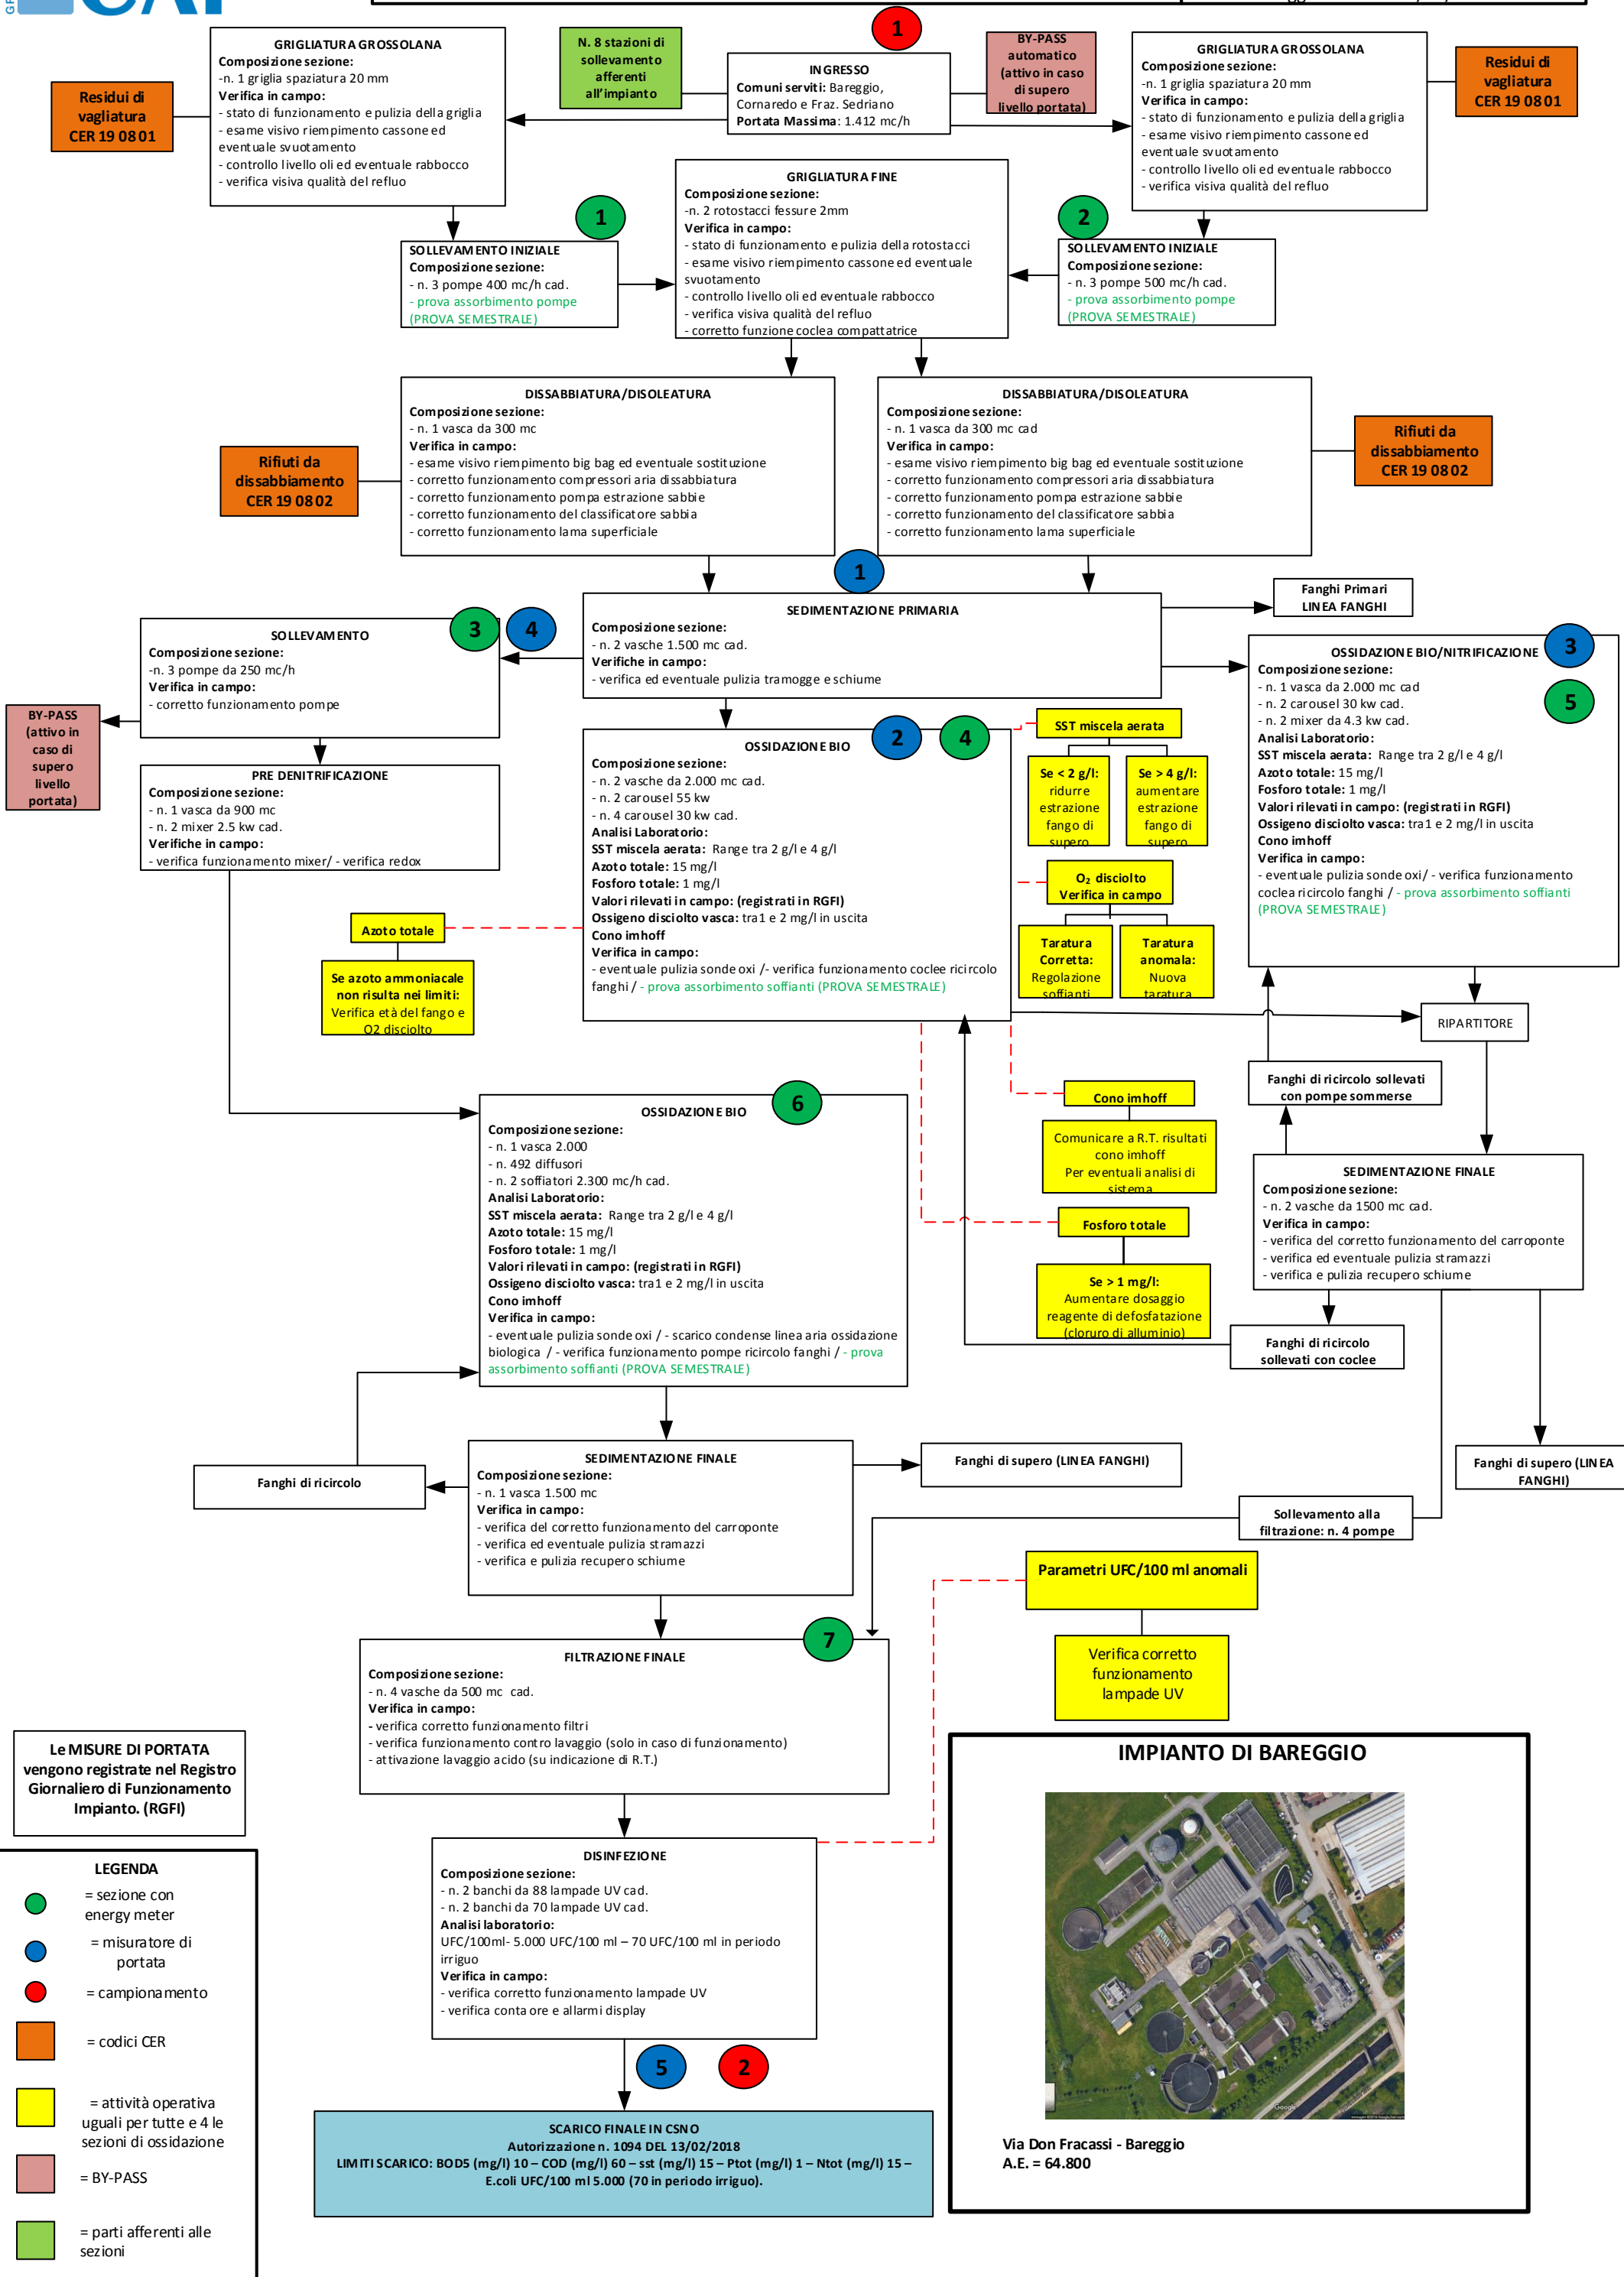 GRIGLIATURA GROSSOLANA
Composizione sezione:
-n. 1 griglia spaziatura 20 mm
Verifica in campo:
- stato di funzionamento e pulizia della griglia
- esame visivo riempimento cassone ed
eventuale svuotamento
- controllo livello oli ed eventuale rabbocco
- verifica visiva qualità del refluo
Residui di
vagliatura
CER 19 08 01
N. 8 stazioni di
sollevamento
afferenti
all'impianto
1
INGRESSO
Comuni serviti: Bareggio,
Cornaredo e Fraz. Sedriano
Portata Massima: 1.412 mc/h
BY-PASS
automatico
(attivo in caso
di supero
livello portata)
GRIGLIATURA GROSSOLANA
Composizione sezione:
-n. 1 griglia spaziatura 20 mm
Verifica in campo:
- stato di funzionamento e pulizia della griglia
- esame visivo riempimento cassone ed
eventuale svuotamento
- controllo livello oli ed eventuale rabbocco
- verifica visiva qualità del refluo
Residui di
vagliatura
CER 19 08 01
1
SOLLEVAMENTO INIZIALE
Composizione sezione:
- n. 3 pompe 400 mc/h cad.
- prova assorbimento pompe
(PROVA SEMESTRALE)
GRIGLIATURA FINE
Composizione sezione:
-n. 2 rotostacci fessure 2mm
Verifica in campo:
- stato di funzionamento e pulizia della rotostacci
- esame visivo riempimento cassone ed eventuale
svuotamento
- controllo livello oli ed eventuale rabbocco
- verifica visiva qualità del refluo
- corretto funzione coclea compattatrice
2
SOLLEVAMENTO INIZIALE
Composizione sezione:
- n. 3 pompe 500 mc/h cad.
- prova assorbimento pompe
(PROVA SEMESTRALE)
DISSABBIATURA/DISOLEATURA
Composizione sezione:
- n. 1 vasca da 300 mc
Verifica in campo:
- esame visivo riempimento big bag ed eventuale sostituzione
- corretto funzionamento compressori aria dissabbiatura
- corretto funzionamento pompa estrazione sabbie
- corretto funzionamento del classificatore sabbia
- corretto funzionamento lama superficiale
Rifiuti da
dissabbiamento
CER 19 08 02
DISSABBIATURA/DISOLEATURA
Composizione sezione:
- n. 1 vasca da 300 mc cad
Verifica in campo:
- esame visivo riempimento big bag ed eventuale sostituzione
- corretto funzionamento compressori aria dissabbiatura
- corretto funzionamento pompa estrazione sabbie
- corretto funzionamento del classificatore sabbia
- corretto funzionamento lama superficiale
Rifiuti da
dissabbiamento
CER 19 08 02
1
SEDIMENTAZIONE PRIMARIA
Composizione sezione:
- n. 2 vasche 1.500 mc cad.
Verifiche in campo:
- verifica ed eventuale pulizia tramogge e schiume
Fanghi Primari
LINEA FANGHI
3
4
SOLLEVAMENTO
Composizione sezione:
-n. 3 pompe da 250 mc/h
Verifica in campo:
- corretto funzionamento pompe
BY-PASS
(attivo in
caso di
supero
livello
portata)
PRE DENITRIFICAZIONE
Composizione sezione:
- n. 1 vasca da 900 mc
- n. 2 mixer 2.5 kw cad.
Verifiche in campo:
- verifica funzionamento mixer/ - verifica redox
2
4
OSSIDAZIONE BIO
Composizione sezione:
- n. 2 vasche da 2.000 mc cad.
- n. 2 carousel 55 kw
- n. 4 carousel 30 kw cad.
Analisi Laboratorio:
SST miscela aerata: Range tra 2 g/l e 4 g/l
Azoto totale: 15 mg/l
Fosforo totale: 1 mg/l
Valori rilevati in campo: (registrati in RGFI)
Ossigeno disciolto vasca: tra1 e 2 mg/l in uscita
Cono imhoff
Verifica in campo:
- eventuale pulizia sonde oxi /- verifica funzionamento coclee ricircolo
fanghi / - prova assorbimento soffianti (PROVA SEMESTRALE)
SST miscela aerata
Se < 2 g/l:
ridurre
estrazione
fango di
supero
Se > 4 g/l:
aumentare
estrazione
fango di
supero
O₂ disciolto
Verifica in campo
Taratura
Corretta:
Regolazione
soffianti
Taratura
anomala:
Nuova
taratura
3
5
OSSIDAZIONE BIO/NITRIFICAZIONE
Composizione sezione:
- n. 1 vasca da 2.000 mc cad
- n. 2 carousel 30 kw cad.
- n. 2 mixer da 4.3 kw cad.
Analisi Laboratorio:
SST miscela aerata: Range tra 2 g/l e 4 g/l
Azoto totale: 15 mg/l
Fosforo totale: 1 mg/l
Valori rilevati in campo: (registrati in RGFI)
Ossigeno disciolto vasca: tra1 e 2 mg/l in uscita
Cono imhoff
Verifica in campo:
- eventuale pulizia sonde oxi/ - verifica funzionamento
coclea ricircolo fanghi / - prova assorbimento soffianti
(PROVA SEMESTRALE)
Azoto totale
Se azoto ammoniacale
non risulta nei limiti:
Verifica età del fango e
O2 disciolto
RIPARTITORE
Fanghi di ricircolo sollevati
con pompe sommerse
Cono imhoff
Comunicare a R.T. risultati
cono imhoff
Per eventuali analisi di
sistema
Fosforo totale
Se > 1 mg/l:
Aumentare dosaggio
reagente di defosfatazione
(cloruro di alluminio)
SEDIMENTAZIONE FINALE
Composizione sezione:
- n. 2 vasche da 1500 mc cad.
Verifica in campo:
- verifica del corretto funzionamento del carroponte
- verifica ed eventuale pulizia stramazzi
- verifica e pulizia recupero schiume
Fanghi di ricircolo
sollevati con coclee
6
OSSIDAZIONE BIO
Composizione sezione:
- n. 1 vasca 2.000
- n. 492 diffusori
- n. 2 soffiatori 2.300 mc/h cad.
Analisi Laboratorio:
SST miscela aerata: Range tra 2 g/l e 4 g/l
Azoto totale: 15 mg/l
Fosforo totale: 1 mg/l
Valori rilevati in campo: (registrati in RGFI)
Ossigeno disciolto vasca: tra1 e 2 mg/l in uscita
Cono imhoff
Verifica in campo:
- eventuale pulizia sonde oxi / - scarico condense linea aria ossidazione
biologica / - verifica funzionamento pompe ricircolo fanghi / - prova
assorbimento soffianti (PROVA SEMESTRALE)
Fanghi di ricircolo
SEDIMENTAZIONE FINALE
Composizione sezione:
- n. 1 vasca 1.500 mc
Verifica in campo:
- verifica del corretto funzionamento del carroponte
- verifica ed eventuale pulizia stramazzi
- verifica e pulizia recupero schiume
Fanghi di supero (LINEA FANGHI)
Fanghi di supero (LINEA
FANGHI)
Sollevamento alla
filtrazione: n. 4 pompe
Parametri UFC/100 ml anomali
Verifica corretto
funzionamento
lampade UV
7
FILTRAZIONE FINALE
Composizione sezione:
- n. 4 vasche da 500 mc cad.
Verifica in campo:
- verifica corretto funzionamento filtri
- verifica funzionamento contro lavaggio (solo in caso di funzionamento)
- attivazione lavaggio acido (su indicazione di R.T.)
Le MISURE DI PORTATA
vengono registrate nel Registro
Giornaliero di Funzionamento
Impianto. (RGFI)
DISINFEZIONE
Composizione sezione:
- n. 2 banchi da 88 lampade UV cad.
- n. 2 banchi da 70 lampade UV cad.
Analisi laboratorio:
UFC/100ml- 5.000 UFC/100 ml – 70 UFC/100 ml in periodo
irriguo
Verifica in campo:
- verifica corretto funzionamento lampade UV
- verifica conta ore e allarmi display
5
2
SCARICO FINALE IN CSNO
Autorizzazione n. 1094 DEL 13/02/2018
LIMITI SCARICO: BOD5 (mg/l) 10 – COD (mg/l) 60 – sst (mg/l) 15 – Ptot (mg/l) 1 – Ntot (mg/l) 15 –
E.coli UFC/100 ml 5.000 (70 in periodo irriguo).
LEGENDA
= sezione con
energy meter
= misuratore di
portata
= campionamento
= codici CER
= attività operativa
uguali per tutte e 4 le
sezioni di ossidazione
= BY-PASS
= parti afferenti alle
sezioni
IMPIANTO DI BAREGGIO
Google
Via Don Fracassi - Bareggio
A.E. = 64.800